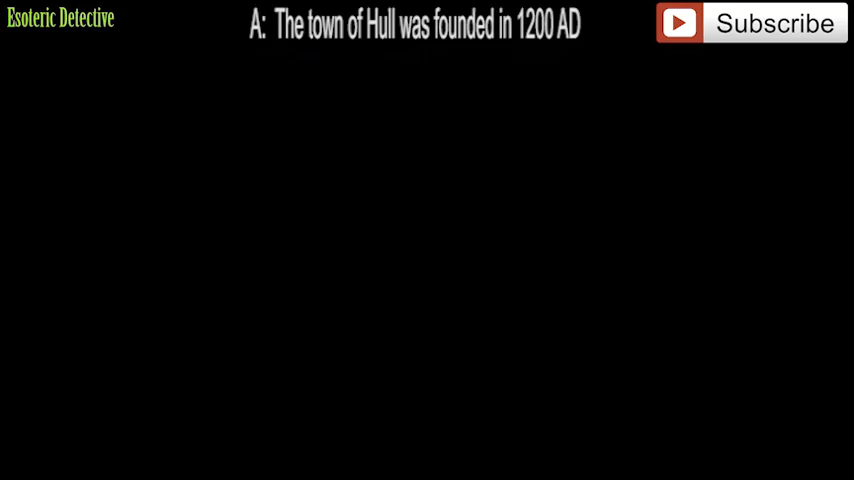 Esoteric Detective
A: The town of Hull was founded in 1200 AD
Subscribe